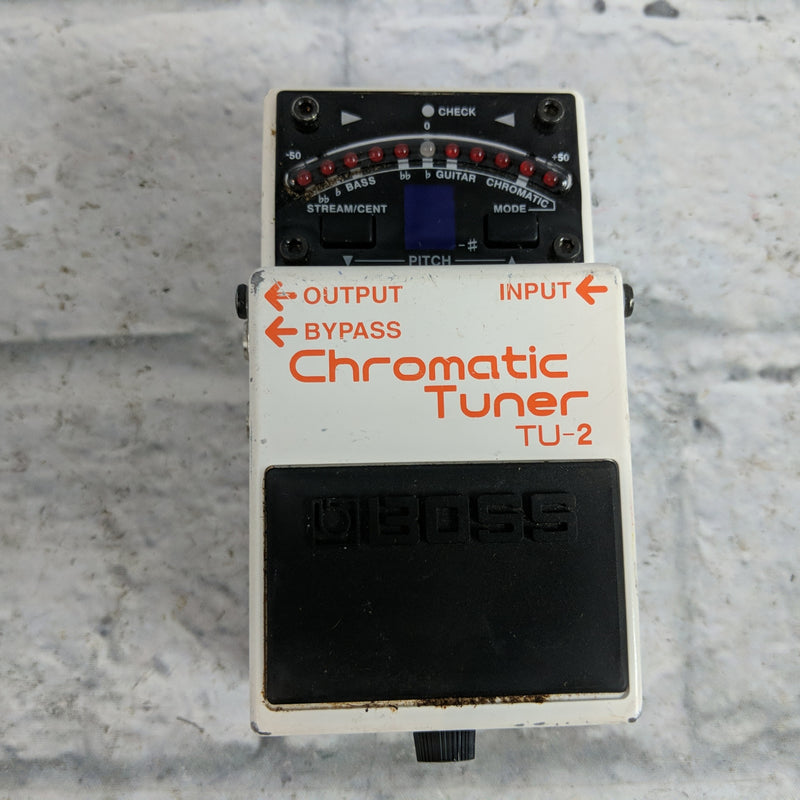 CHECK
0
-50 +50
♭♭ ♭ BASS ♭♭ ♭ GUITAR CHROMATIC
STREAM/CENT MODE
-♯
▼ PITCH ▲
OUTPUT INPUT
BYPASS
Chromatic
Tuner
TU-2
BOSS